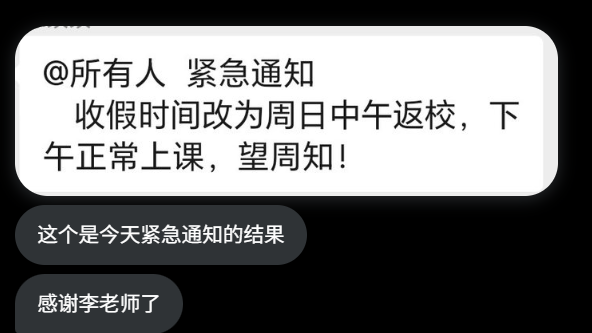 @所有人 紧急通知
收假时间改为周日中午返校，下
午正常上课，望周知！
这个是今天紧急通知的结果
感谢李老师了